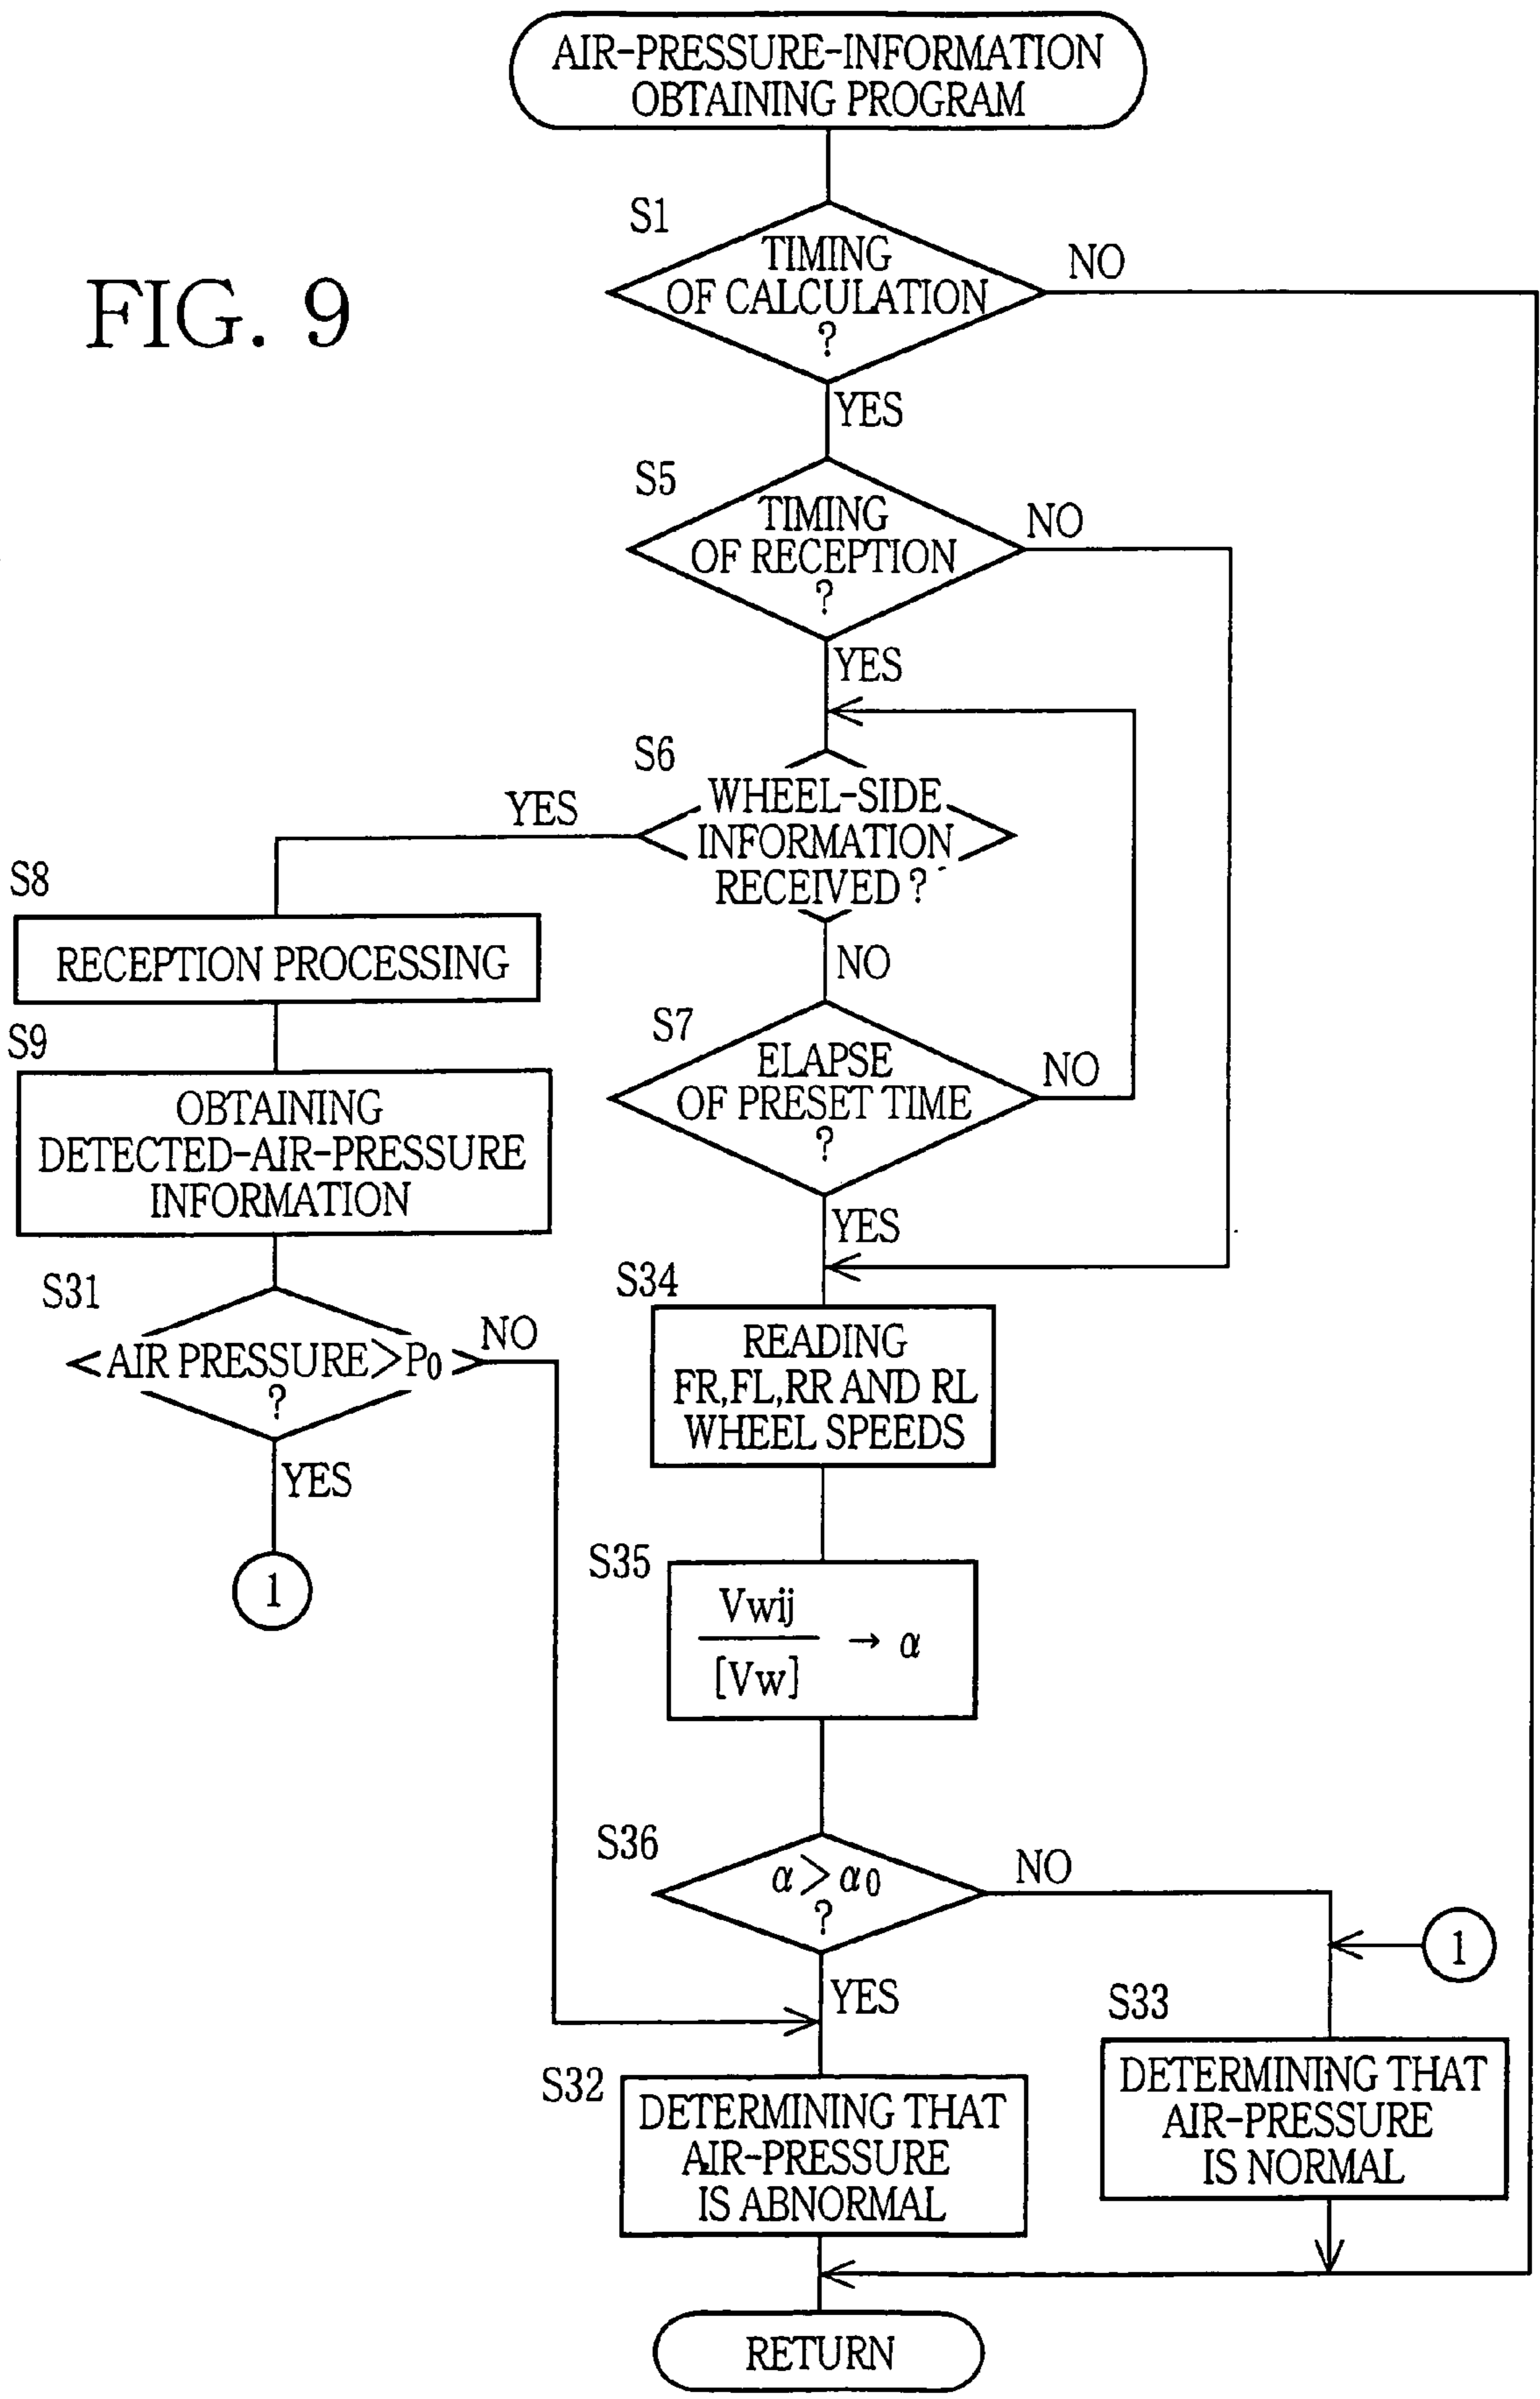 AIR-PRESSURE-INFORMATION
OBTAINING PROGRAM
FIG. 9
S1
TIMING
OF CALCULATION
?
NO
YES
S5
TIMING
OF RECEPTION
?
NO
YES
S6
WHEEL-SIDE
INFORMATION
RECEIVED?
YES
NO
S8
RECEPTION PROCESSING
S7
ELAPSE
OF PRESET TIME
?
NO
YES
S9
OBTAINING
DETECTED-AIR-PRESSURE
INFORMATION
S31
AIR PRESSURE>P0
?
NO
YES
1
S34
READING
FR,FL,RR AND RL
WHEEL SPEEDS
S35
Vwij
[Vw]
→ α
S36
α>α0
?
NO
YES
1
S33
DETERMINING THAT
AIR-PRESSURE
IS NORMAL
S32
DETERMINING THAT
AIR-PRESSURE
IS ABNORMAL
RETURN